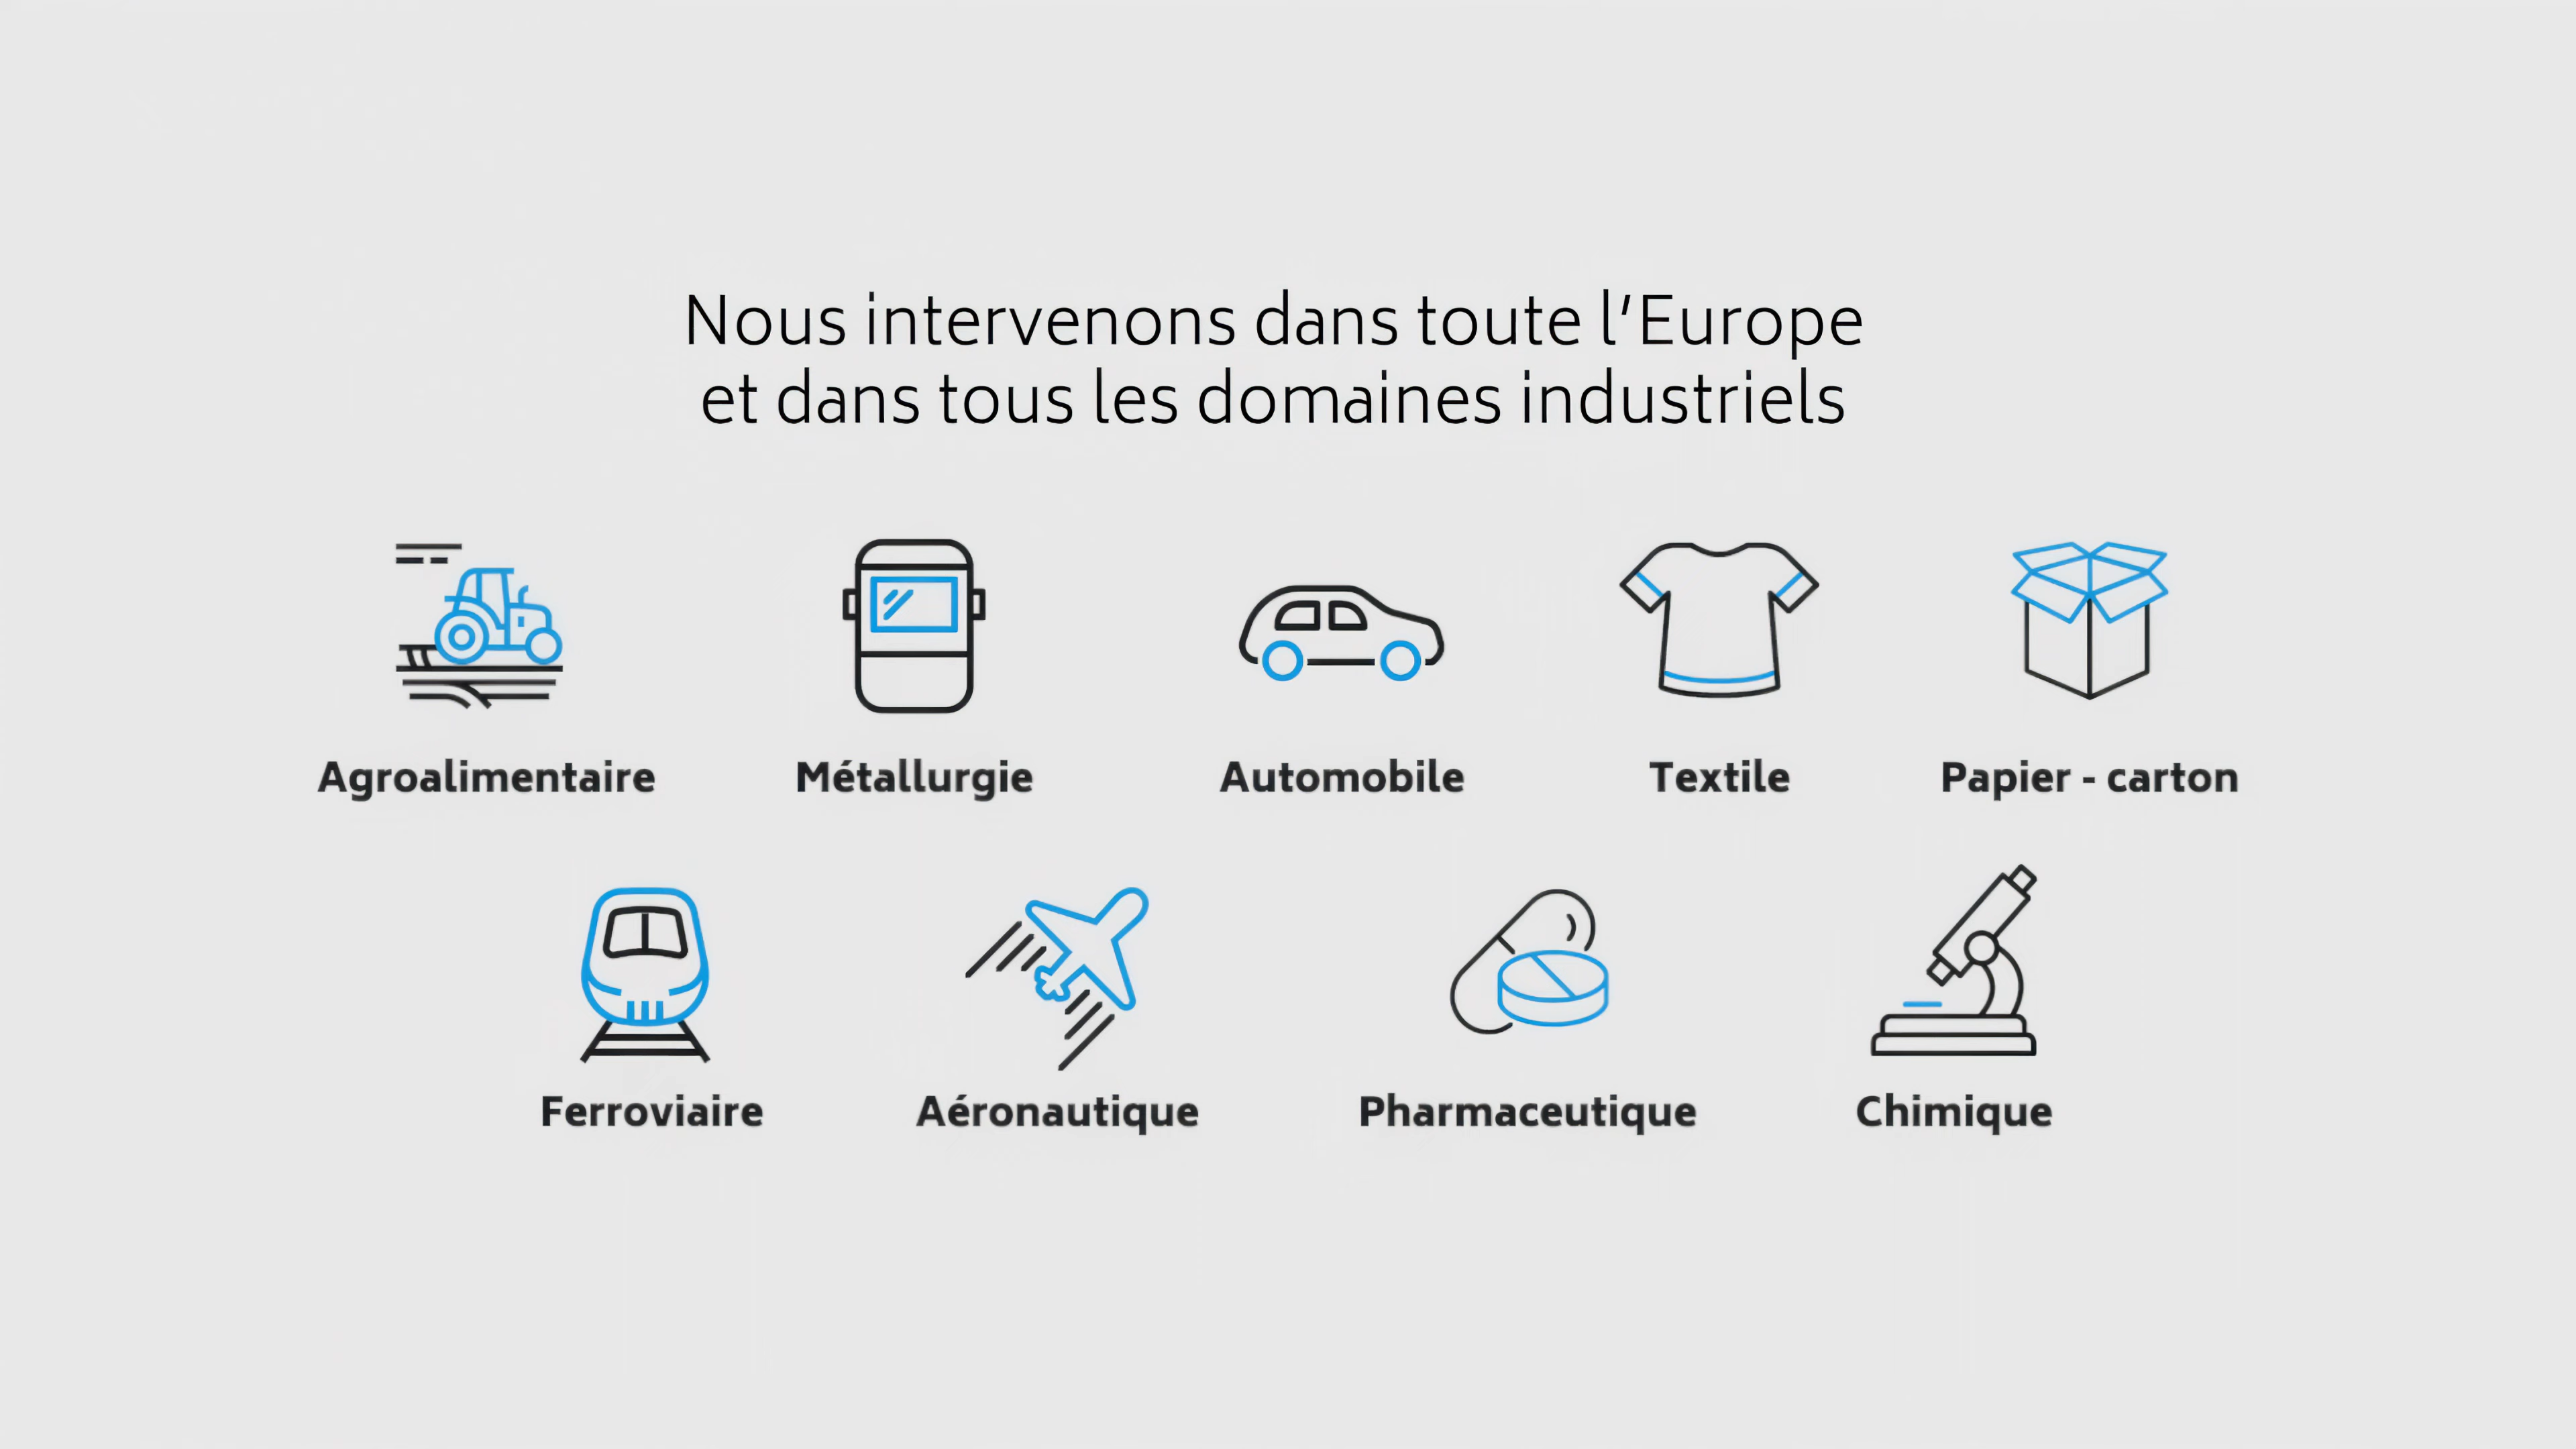 Nous intervenons dans toute l'Europe
et dans tous les domaines industriels
Agroalimentaire
Métallurgie
Automobile
Textile
Papier - carton
Ferroviaire
Aéronautique
Pharmaceutique
Chimique